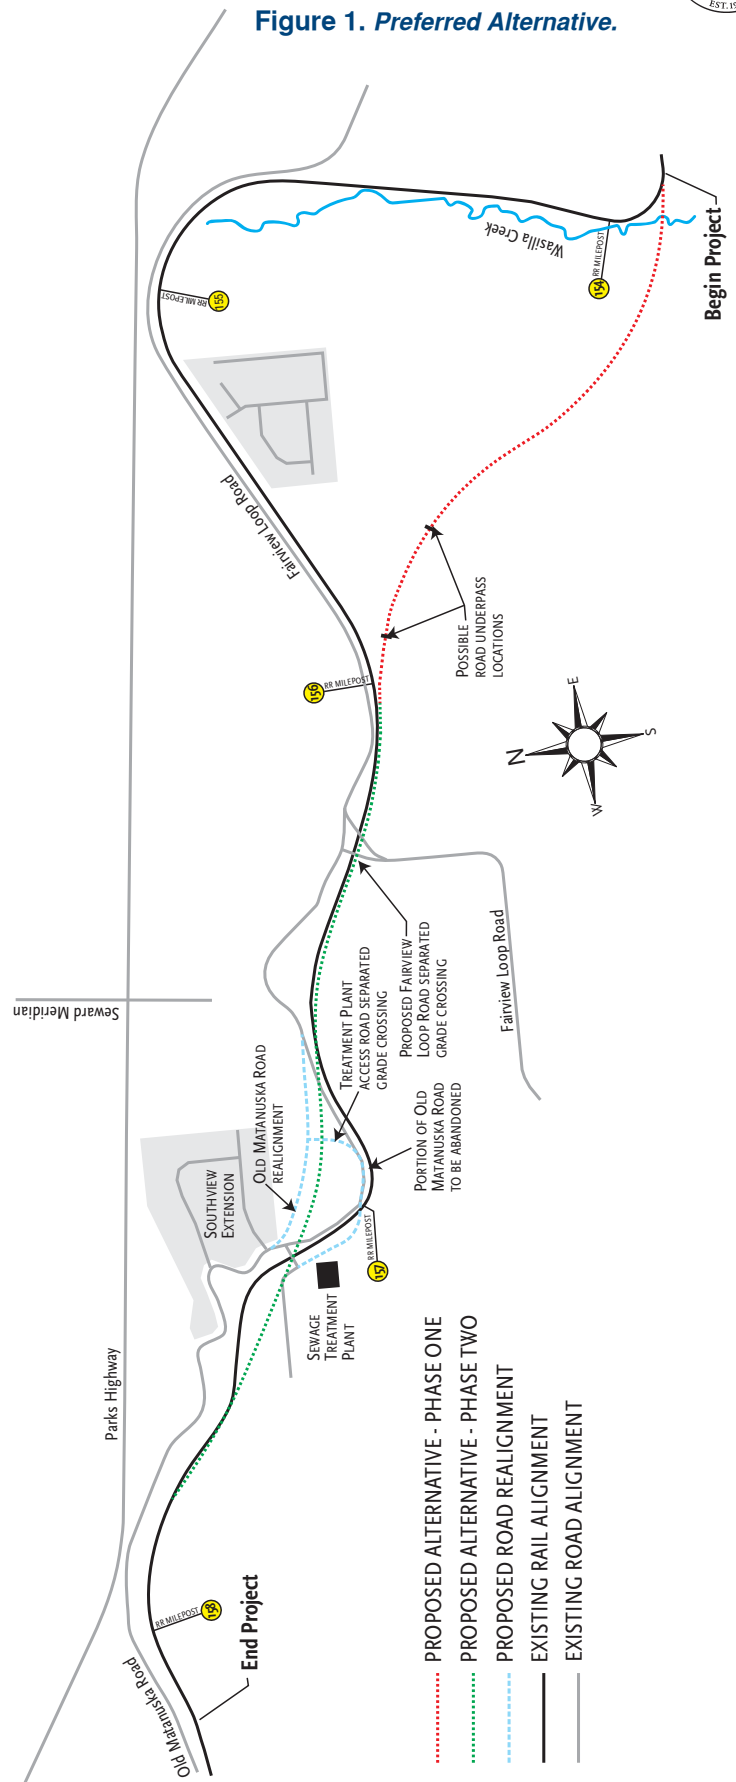 Figure 1. Preferred Alternative.
EST. 19
Wasilla Creek
RR MILEPOST
154
Begin Project
RR MILEPOST
155
Fairview Loop Road
POSSIBLE
ROAD UNDERPASS
LOCATIONS
RR MILEPOST
156
N
E
S
W
Seward Meridian
Fairview Loop Road
PROPOSED FAIRVIEW
LOOP ROAD SEPARATED
GRADE CROSSING
TREATMENT PLANT
ACCESS ROAD SEPARATED
GRADE CROSSING
OLD MATANUSKA ROAD
REALIGNMENT
PORTION OF OLD
MATANUSKA ROAD
TO BE ABANDONED
SOUTHVIEW
EXTENSION
RR MILEPOST
157
SEWAGE
TREATMENT
PLANT
Parks Highway
RR MILEPOST
158
End Project
Old Matanuska Road
PROPOSED ALTERNATIVE - PHASE ONE
PROPOSED ALTERNATIVE - PHASE TWO
PROPOSED ROAD REALIGNMENT
EXISTING RAIL ALIGNMENT
EXISTING ROAD ALIGNMENT